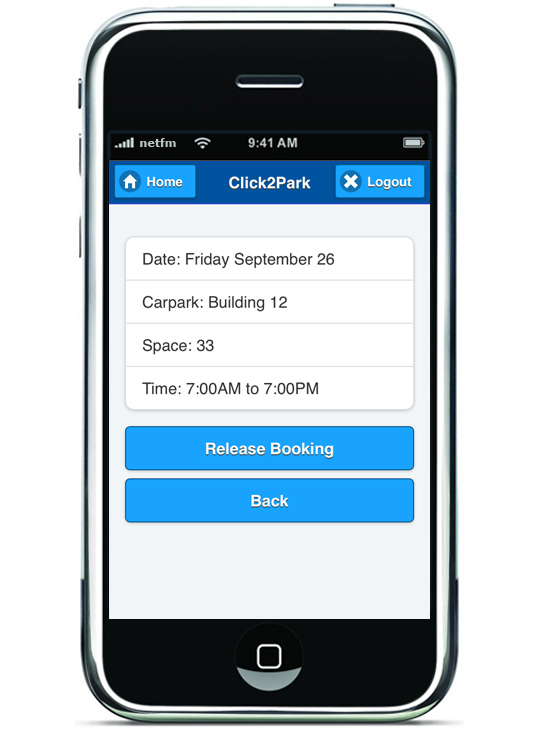 netfm 9:41 AM
Home Click2Park Logout
Date: Friday September 26
Carpark: Building 12
Space: 33
Time: 7:00AM to 7:00PM
Release Booking
Back